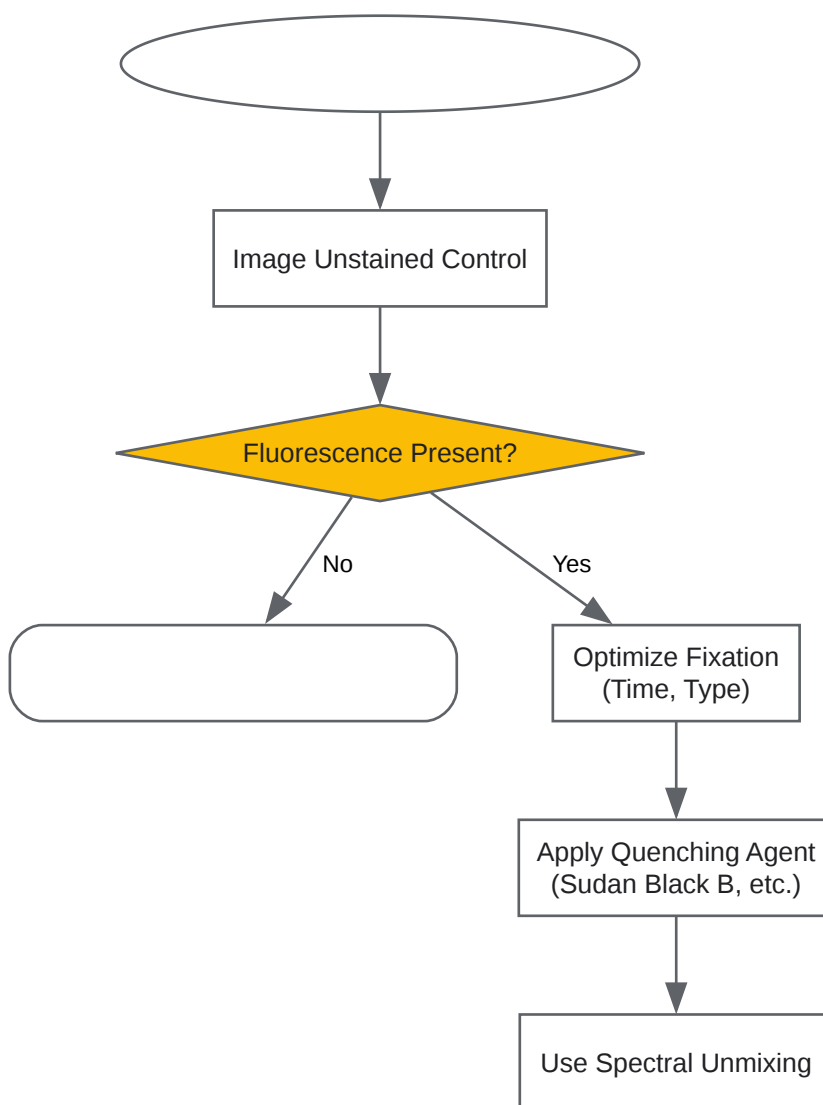 Image Unstained Control
Fluorescence Present?
No
Yes
Optimize Fixation
(Time, Type)
Apply Quenching Agent
(Sudan Black B, etc.)
Use Spectral Unmixing